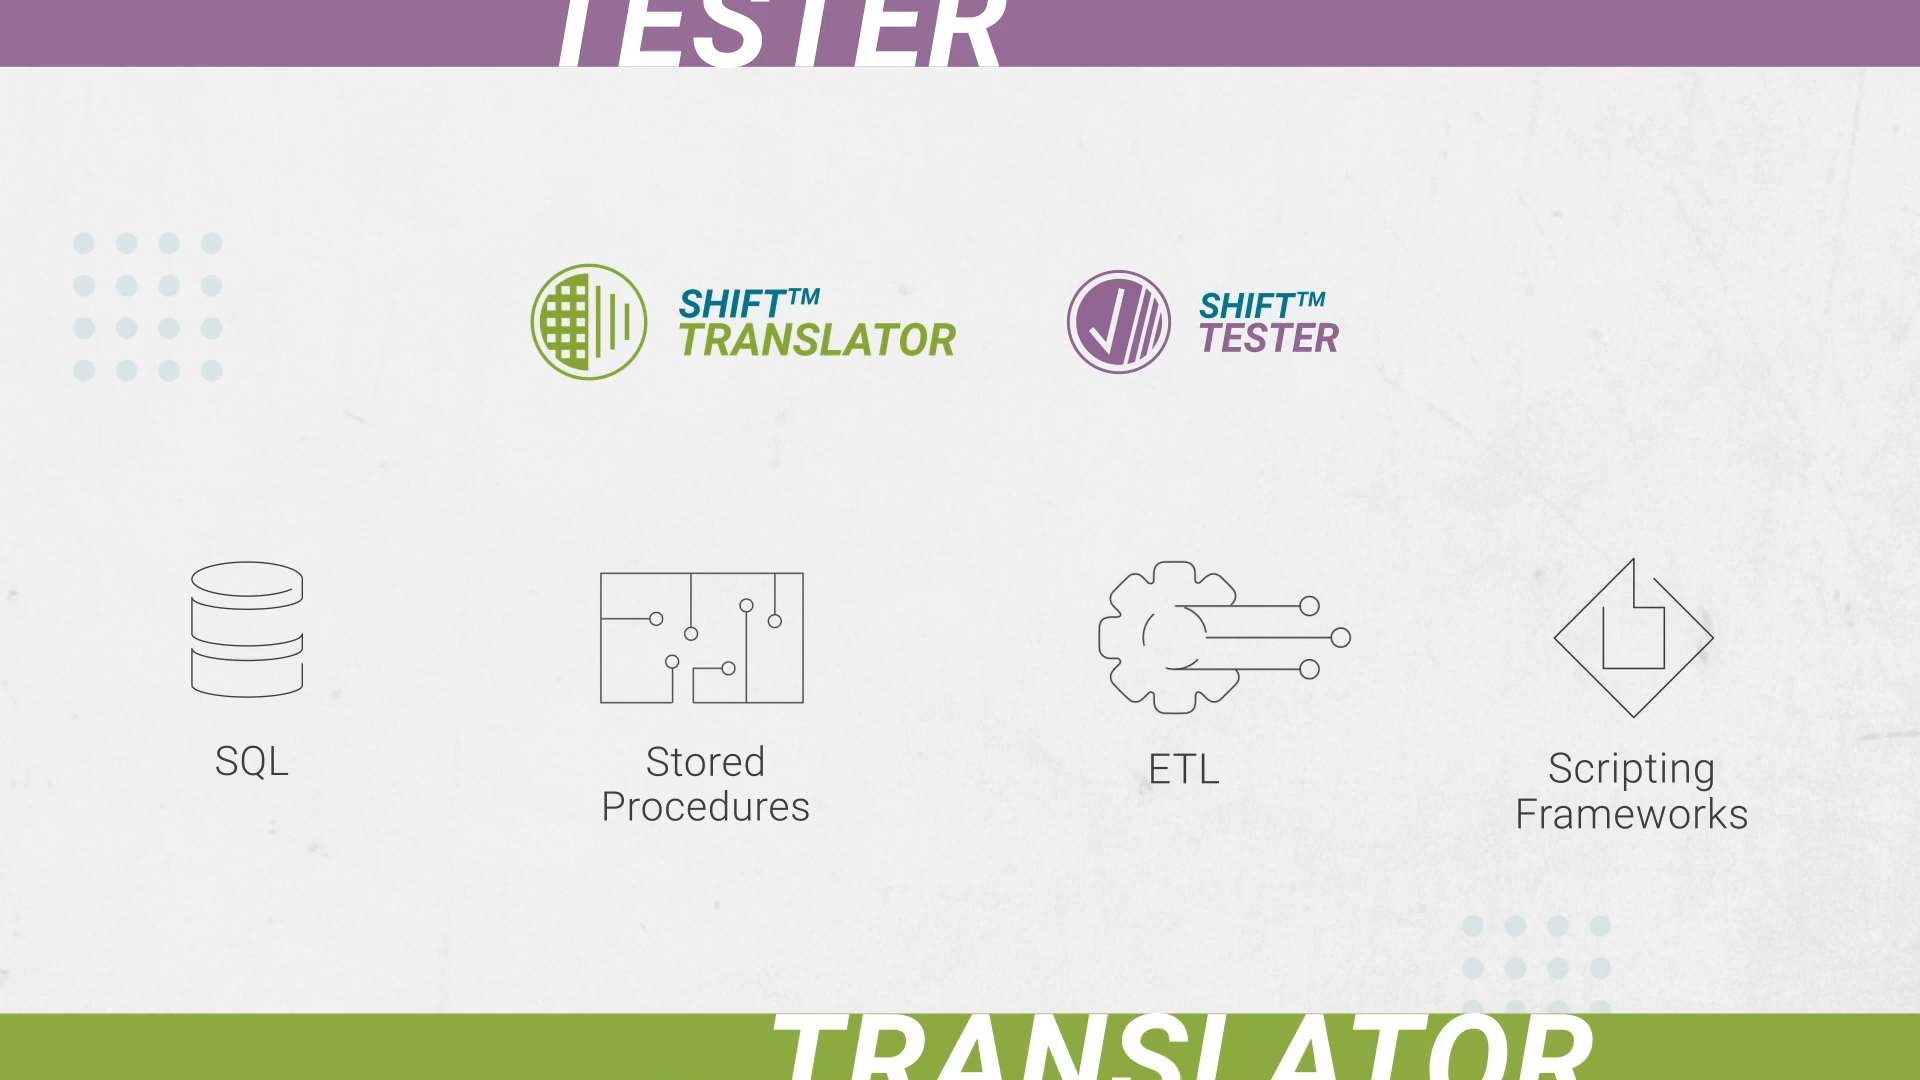 TESTER
SHIFT™
TRANSLATOR
SHIFT™
TESTER
SQL
Stored
Procedures
ETL
Scripting
Frameworks
TRANSLATOR